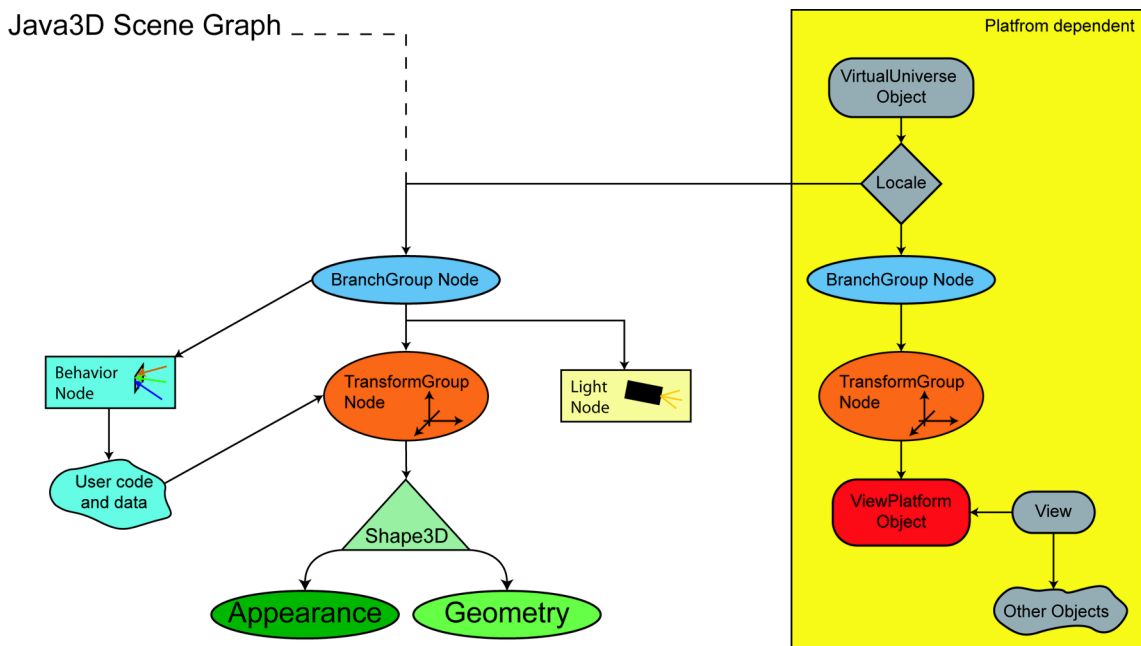 Java3D Scene Graph
Platfrom dependent
VirtualUniverse
Object
Locale
BranchGroup Node
BranchGroup Node
Behavior
Node
TransformGroup
Node
Light
Node
TransformGroup
Node
User code
and data
Shape3D
ViewPlatform
Object
View
Appearance
Geometry
Other Objects